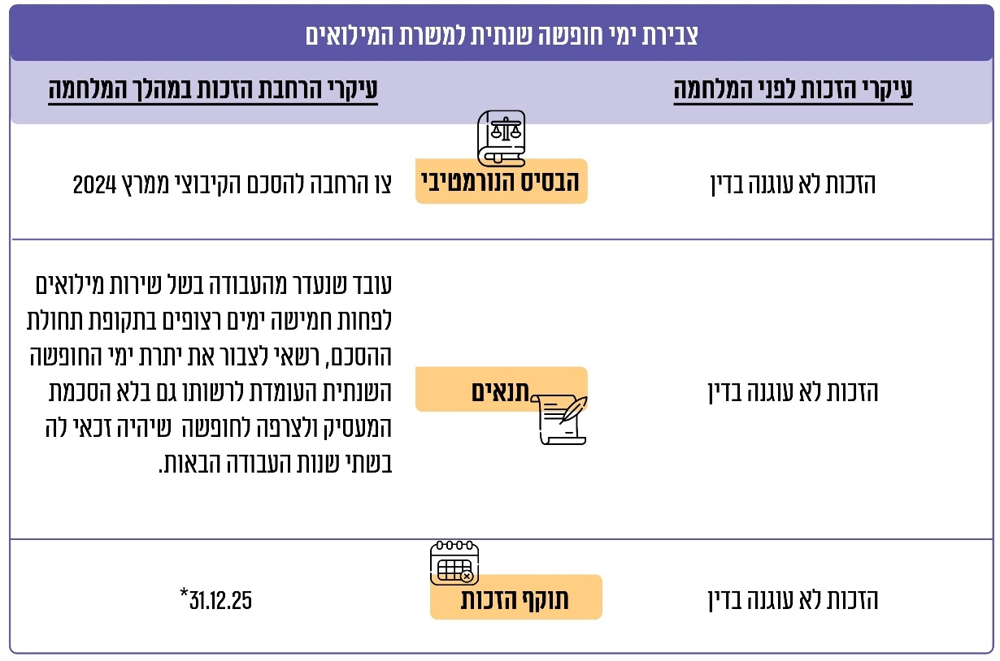 צבירת ימי חופשה שנתית למשרת המילואים
עיקרי הזכות לפני המלחמה
עיקרי הרחבת הזכות במהלך המלחמה
הזכות לא עוגנה בדין
הבסיס הנורמטיבי
צו הרחבה להסכם הקיבוצי ממרץ 2024
הזכות לא עוגנה בדין
תנאים
עובד שנעדר מהעבודה בשל שירות מילואים
לפחות חמישה ימים רצופים בתקופת תחולת
ההסכם, רשאי לצבור את יתרת ימי החופשה
השנתית העומדת לרשותו גם בלא הסכמת
המעסיק ולצרפה לחופשה שיהיה זכאי לה
בשתי שנות העבודה הבאות.
הזכות לא עוגנה בדין
תוקף הזכות
31.12.25*